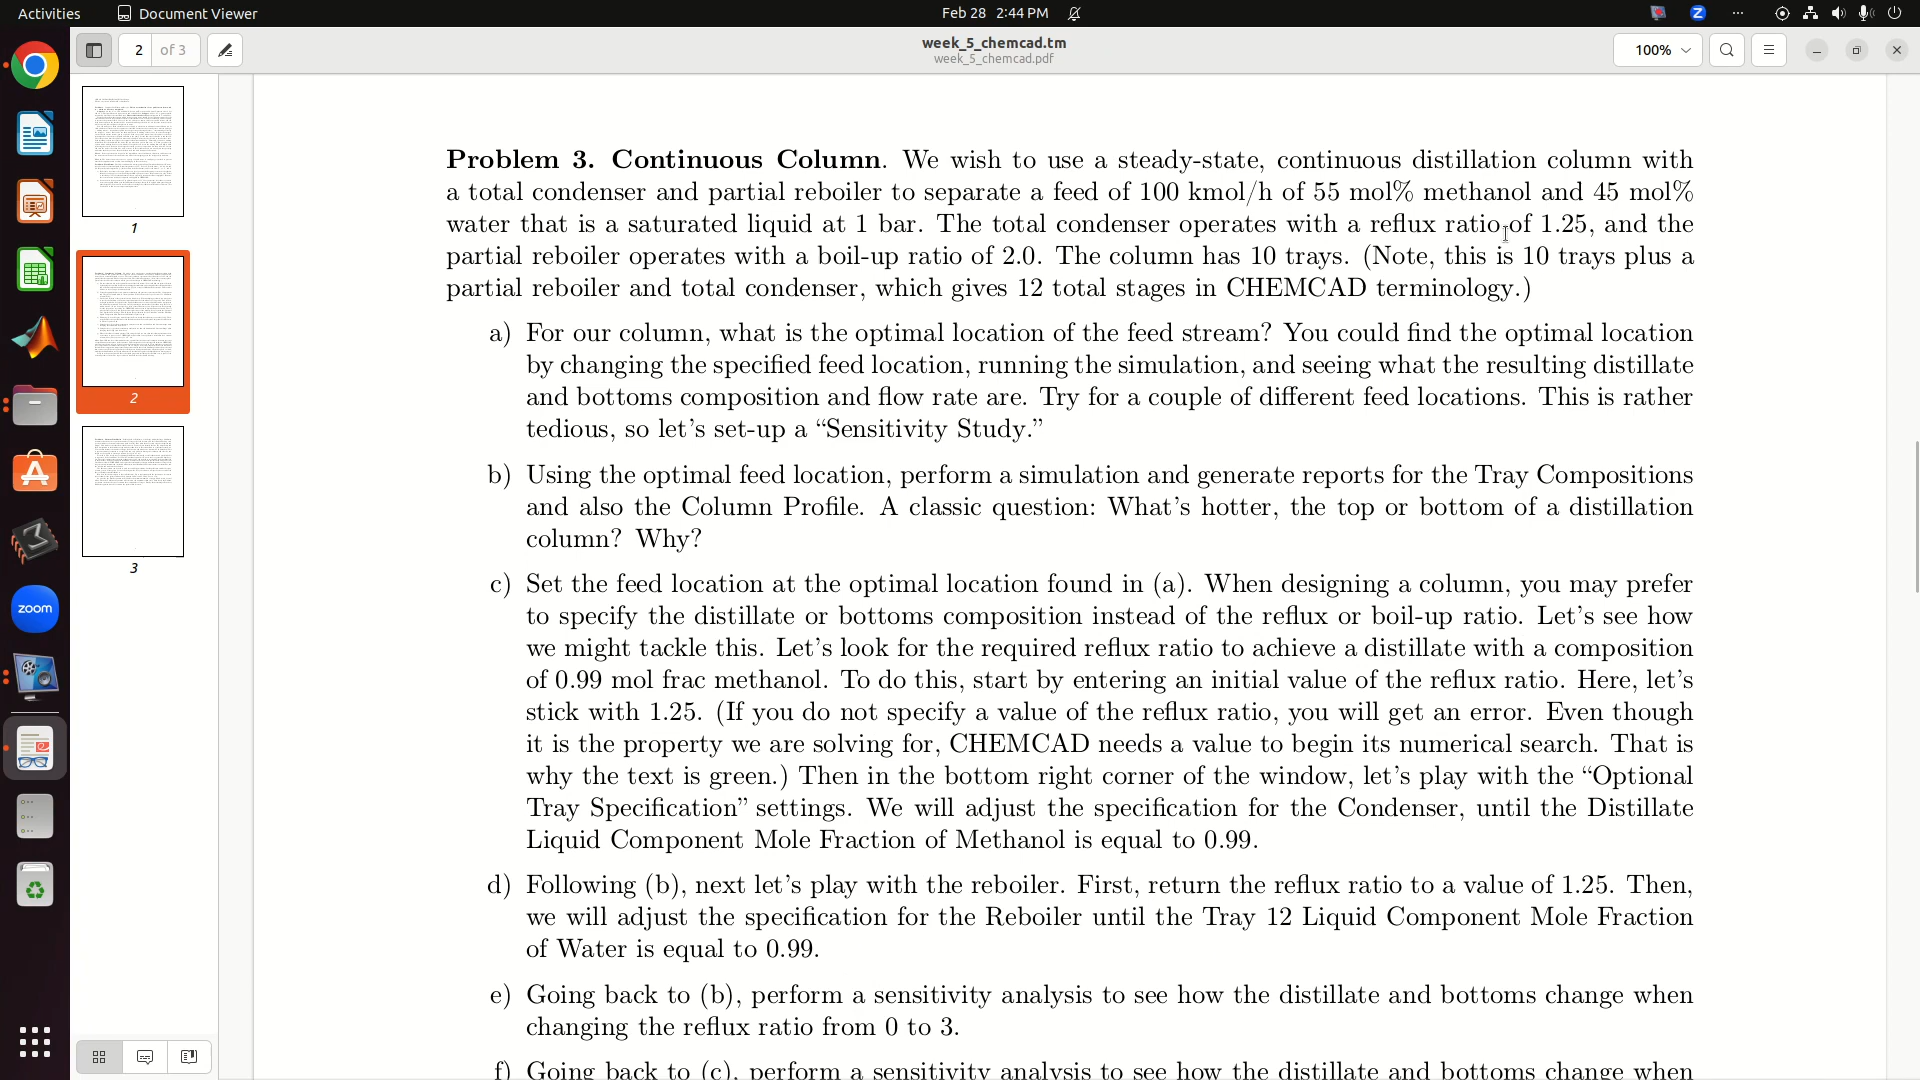 Activities
Document Viewer
Feb 28 2:44 PM
2 of 3
week_5_chemcad.tm
week_5_chemcad.pdf
100%
1
2
3
zoom
Problem 3. Continuous Column. We wish to use a steady-state, continuous distillation column with
a total condenser and partial reboiler to separate a feed of 100 kmol/h of 55 mol% methanol and 45 mol%
water that is a saturated liquid at 1 bar. The total condenser operates with a reflux ratio of 1.25, and the
partial reboiler operates with a boil-up ratio of 2.0. The column has 10 trays. (Note, this is 10 trays plus a
partial reboiler and total condenser, which gives 12 total stages in CHEMCAD terminology.)
a) For our column, what is the optimal location of the feed stream? You could find the optimal location
by changing the specified feed location, running the simulation, and seeing what the resulting distillate
and bottoms composition and flow rate are. Try for a couple of different feed locations. This is rather
tedious, so let's set-up a “Sensitivity Study.”
b) Using the optimal feed location, perform a simulation and generate reports for the Tray Compositions
and also the Column Profile. A classic question: What's hotter, the top or bottom of a distillation
column? Why?
c) Set the feed location at the optimal location found in (a). When designing a column, you may prefer
to specify the distillate or bottoms composition instead of the reflux or boil-up ratio. Let's see how
we might tackle this. Let's look for the required reflux ratio to achieve a distillate with a composition
of 0.99 mol frac methanol. To do this, start by entering an initial value of the reflux ratio. Here, let's
stick with 1.25. (If you do not specify a value of the reflux ratio, you will get an error. Even though
it is the property we are solving for, CHEMCAD needs a value to begin its numerical search. That is
why the text is green.) Then in the bottom right corner of the window, let's play with the “Optional
Tray Specification” settings. We will adjust the specification for the Condenser, until the Distillate
Liquid Component Mole Fraction of Methanol is equal to 0.99.
d) Following (b), next let's play with the reboiler. First, return the reflux ratio to a value of 1.25. Then,
we will adjust the specification for the Reboiler until the Tray 12 Liquid Component Mole Fraction
of Water is equal to 0.99.
e) Going back to (b), perform a sensitivity analysis to see how the distillate and bottoms change when
changing the reflux ratio from 0 to 3.
f) Going back to (c), perform a sensitivity analysis to see how the distillate and bottoms change when